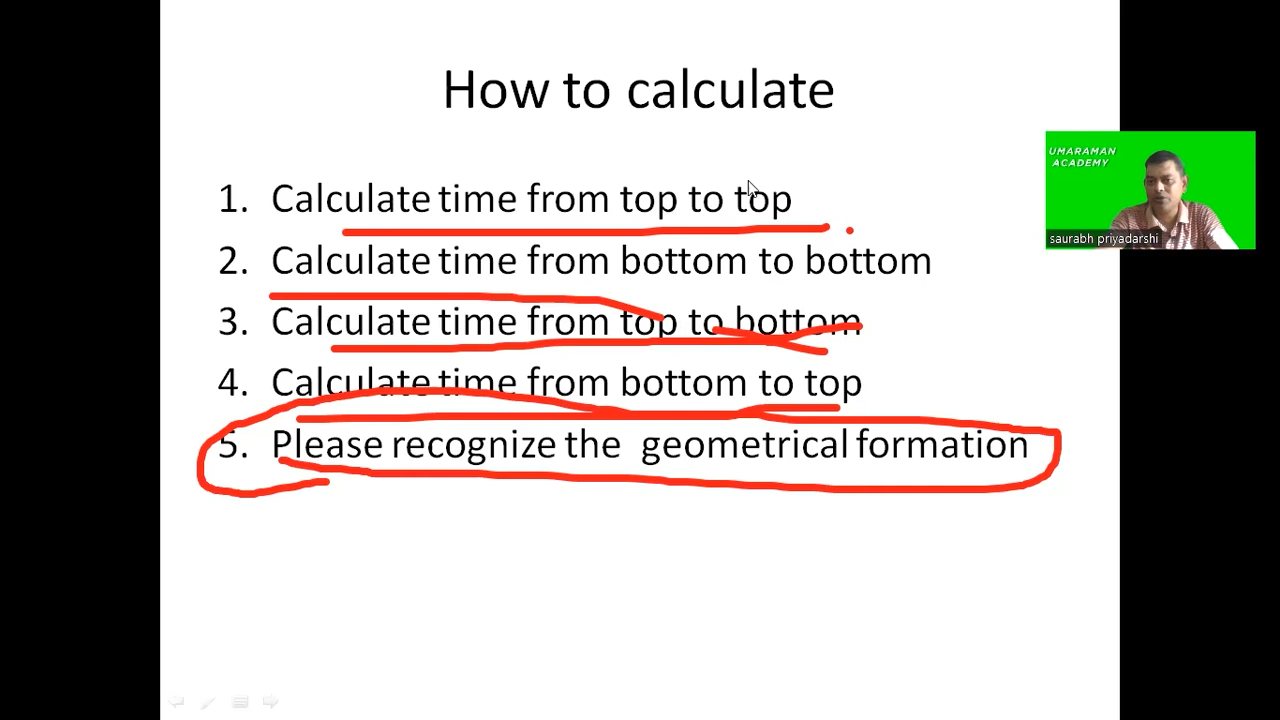 How to calculate
1. Calculate time from top to top
2. Calculate time from bottom to bottom
3. Calculate time from top to bottom
4. Calculate time from bottom to top
5. Please recognize the geometrical formation
UMARAMAN
ACADEMY
saurabh priyadarshi